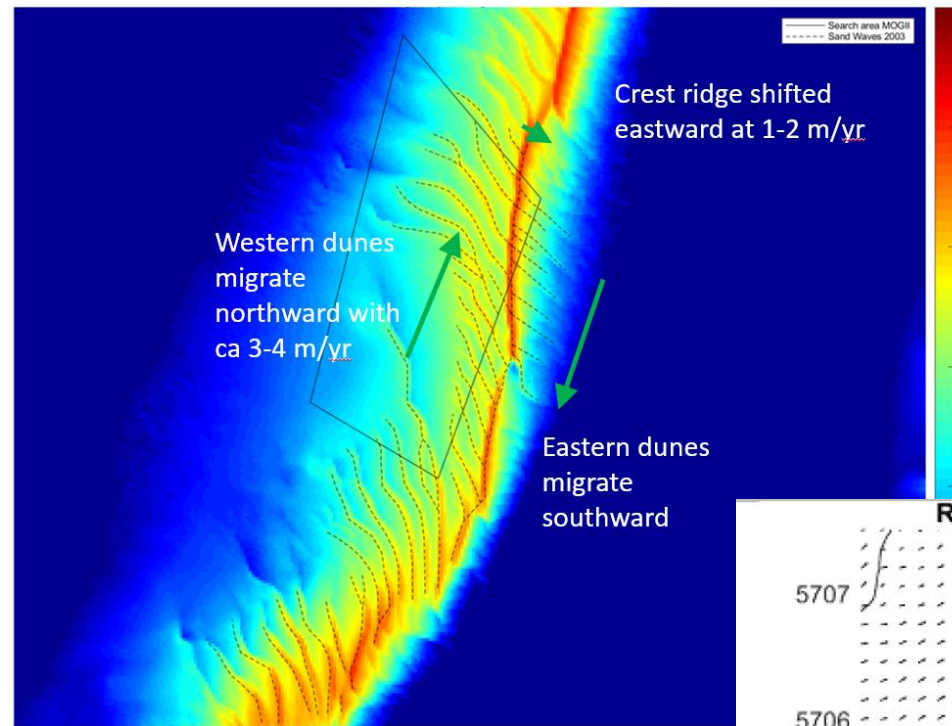 Search area MOGII
Sand Waves 2003
Crest ridge shifted
eastward at 1-2 m/yr
Western dunes
migrate
northward with
ca 3-4 m/yr
Eastern dunes
migrate
southward
R
5707
5706